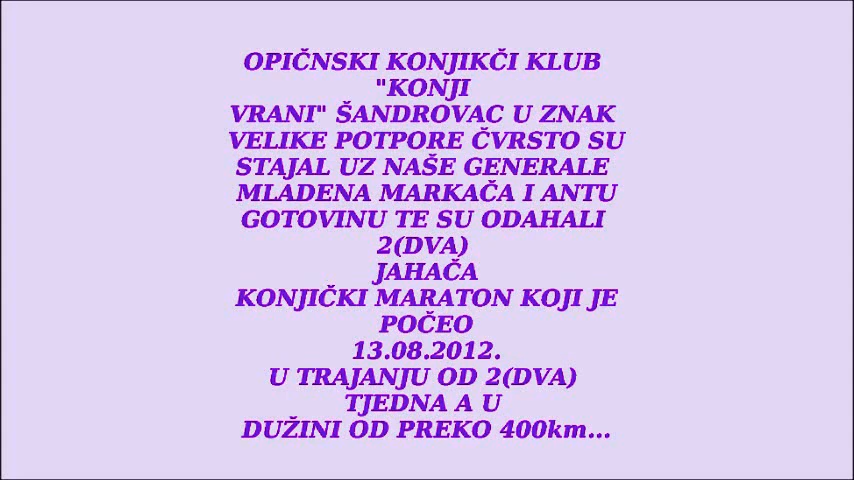 OPIČNSKI KONJIKČI KLUB
"KONJI
VRANI" ŠANDROVAC U ZNAK
VELIKE POTPORE ČVRSTO SU
STAJAL UZ NAŠE GENERALE
MLADENA MARKAČA I ANTU
GOTOVINU TE SU ODAHALI
2(DVA)
JAHAČA
KONJIČKI MARATON KOJI JE
POČEO
13.08.2012.
U TRAJANJU OD 2(DVA)
TJEDNA A U
DUŽINI OD PREKO 400km...